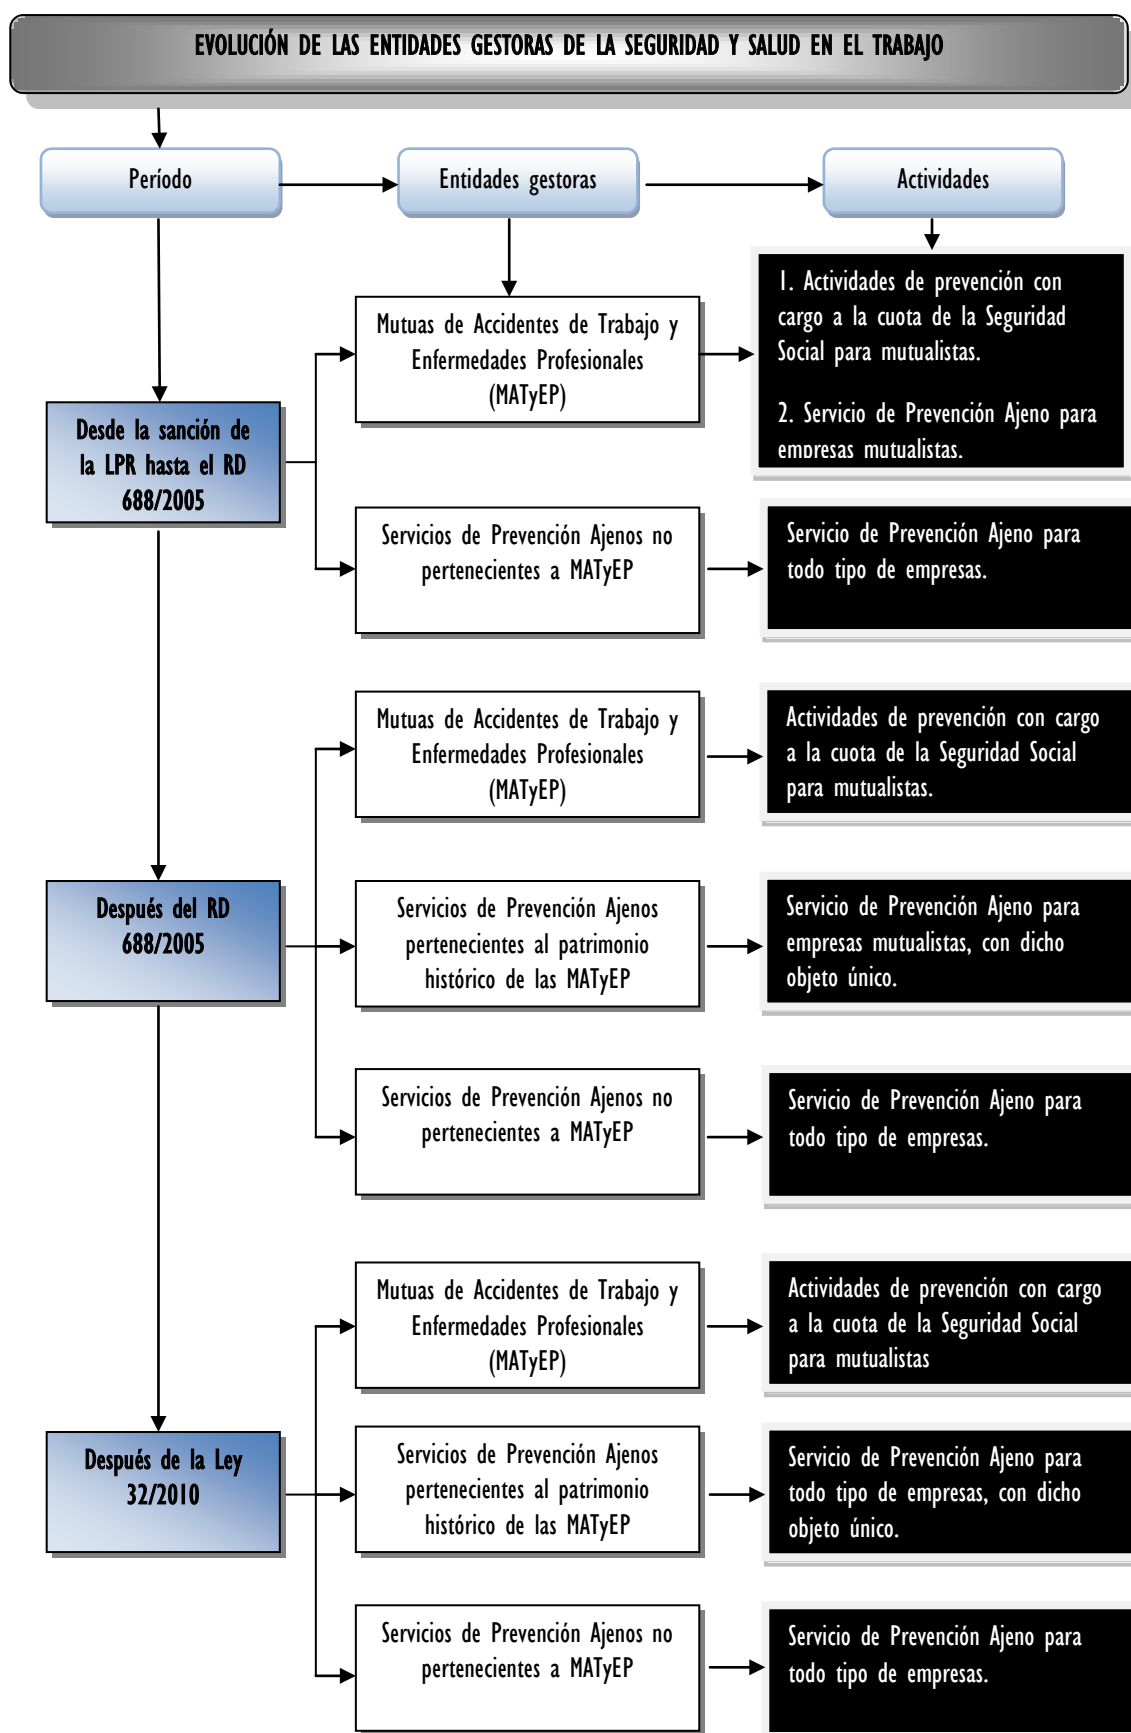 EVOLUCIÓN DE LAS ENTIDADES GESTORAS DE LA SEGURIDAD Y SALUD EN EL TRABAJO
Período
Entidades gestoras
Actividades
Desde la sanción de
la LPR hasta el RD
688/2005
Mutuas de Accidentes de Trabajo y
Enfermedades Profesionales
(MATyEP)
1. Actividades de prevención con
cargo a la cuota de la Seguridad
Social para mutualistas.
2. Servicio de Prevención Ajeno para
empresas mutualistas.
Servicios de Prevención Ajenos no
pertenecientes a MATyEP
Servicio de Prevención Ajeno para
todo tipo de empresas.
Después del RD
688/2005
Mutuas de Accidentes de Trabajo y
Enfermedades Profesionales
(MATyEP)
Actividades de prevención con cargo
a la cuota de la Seguridad Social
para mutualistas.
Servicios de Prevención Ajenos
pertenecientes al patrimonio
histórico de las MATyEP
Servicio de Prevención Ajeno para
empresas mutualistas, con dicho
objeto único.
Servicios de Prevención Ajenos no
pertenecientes a MATyEP
Servicio de Prevención Ajeno para
todo tipo de empresas.
Después de la Ley
32/2010
Mutuas de Accidentes de Trabajo y
Enfermedades Profesionales
(MATyEP)
Actividades de prevención con cargo
a la cuota de la Seguridad Social
para mutualistas
Servicios de Prevención Ajenos
pertenecientes al patrimonio
histórico de las MATyEP
Servicio de Prevención Ajeno para
todo tipo de empresas, con dicho
objeto único.
Servicios de Prevención Ajenos no
pertenecientes a MATyEP
Servicio de Prevención Ajeno para
todo tipo de empresas.